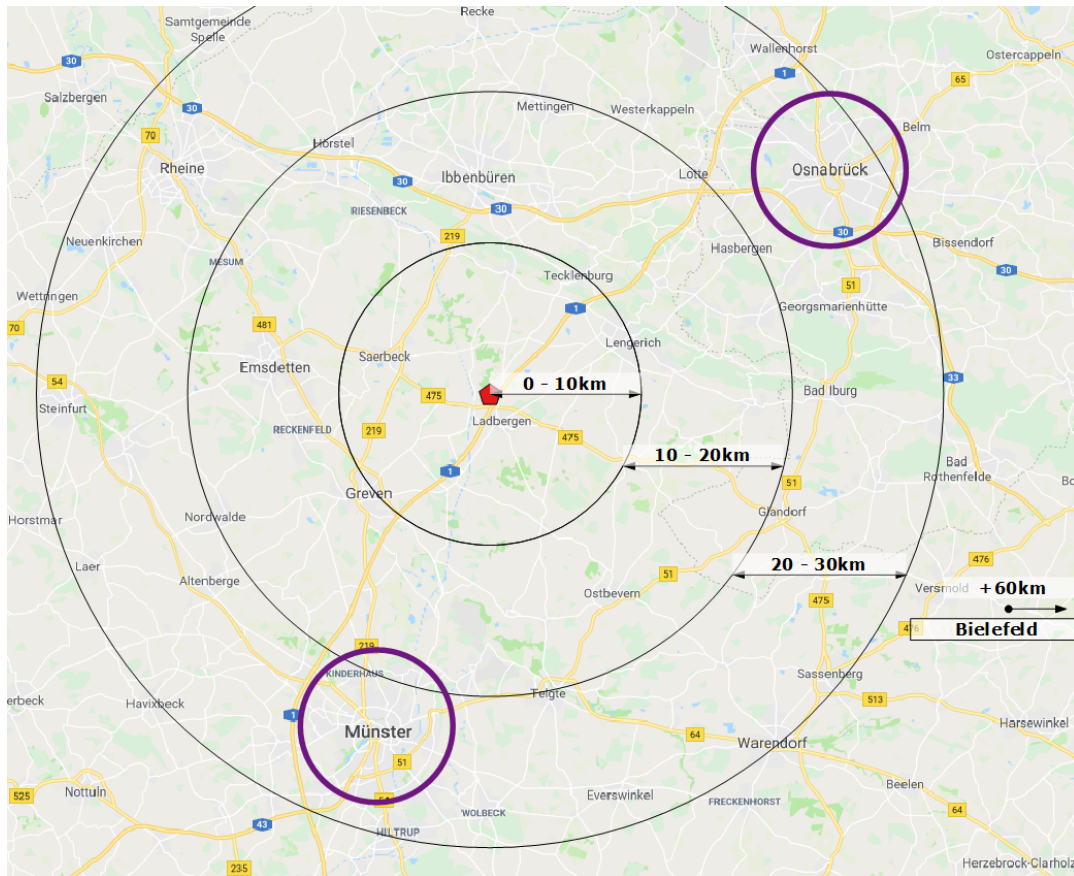 Recke
Samtgemeinde
Spelle
Wallenhorst
Ostercappeln
30
1
65
Salzbergen
30
Mettingen
Westerkappeln
Belm
70
Hörstel
Rheine
Ibbenbüren
Lotte
Osnabrück
30
30
RIESENBECK
219
30
Neuenkirchen
Hasbergen
Bissendorf
MESUM
Tecklenburg
30
51
Wettringen
1
Georgsmarienhütte
70
481
Lengerich
Saerbeck
Emsdetten
54
0 - 10km
33
475
Bad Iburg
Steinfurt
Ladbergen
RECKENFELD
219
475
10 - 20km
Bad
Rothenfelde
1
51
Greven
Horstmar
Nordwalde
Glandorf
476
Laer
20 - 30km
51
Altenberge
Ostbevern
Versmold
+60km
475
476
Bielefeld
219
KINDERHAUS
Sassenberg
Telgte
513
erbeck
Havixbeck
1
Harsewinkel
Münster
64
Warendorf
51
Beelen
525
Nottuln
Everswinkel
FRECKENHORST
WOLBECK
64
43
HILTRUP
235
Herzebrock-Clarholz